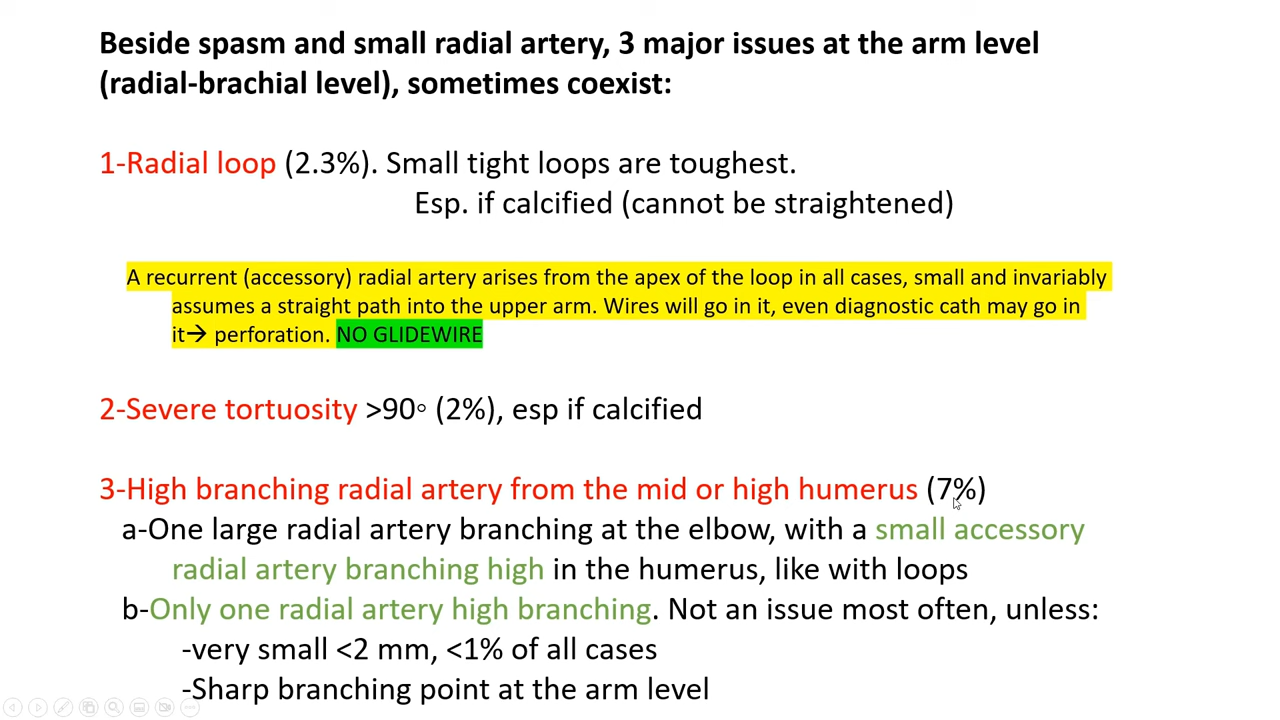 Beside spasm and small radial artery, 3 major issues at the arm level
(radial-brachial level), sometimes coexist:
1-Radial loop (2.3%). Small tight loops are toughest.
Esp. if calcified (cannot be straightened)
A recurrent (accessory) radial artery arises from the apex of the loop in all cases, small and invariably
assumes a straight path into the upper arm. Wires will go in it, even diagnostic cath may go in
it→ perforation. NO GLIDEWIRE
2-Severe tortuosity >90◦ (2%), esp if calcified
3-High branching radial artery from the mid or high humerus (7%)
a-One large radial artery branching at the elbow, with a small accessory
radial artery branching high in the humerus, like with loops
b-Only one radial artery high branching. Not an issue most often, unless:
-very small <2 mm, <1% of all cases
-Sharp branching point at the arm level